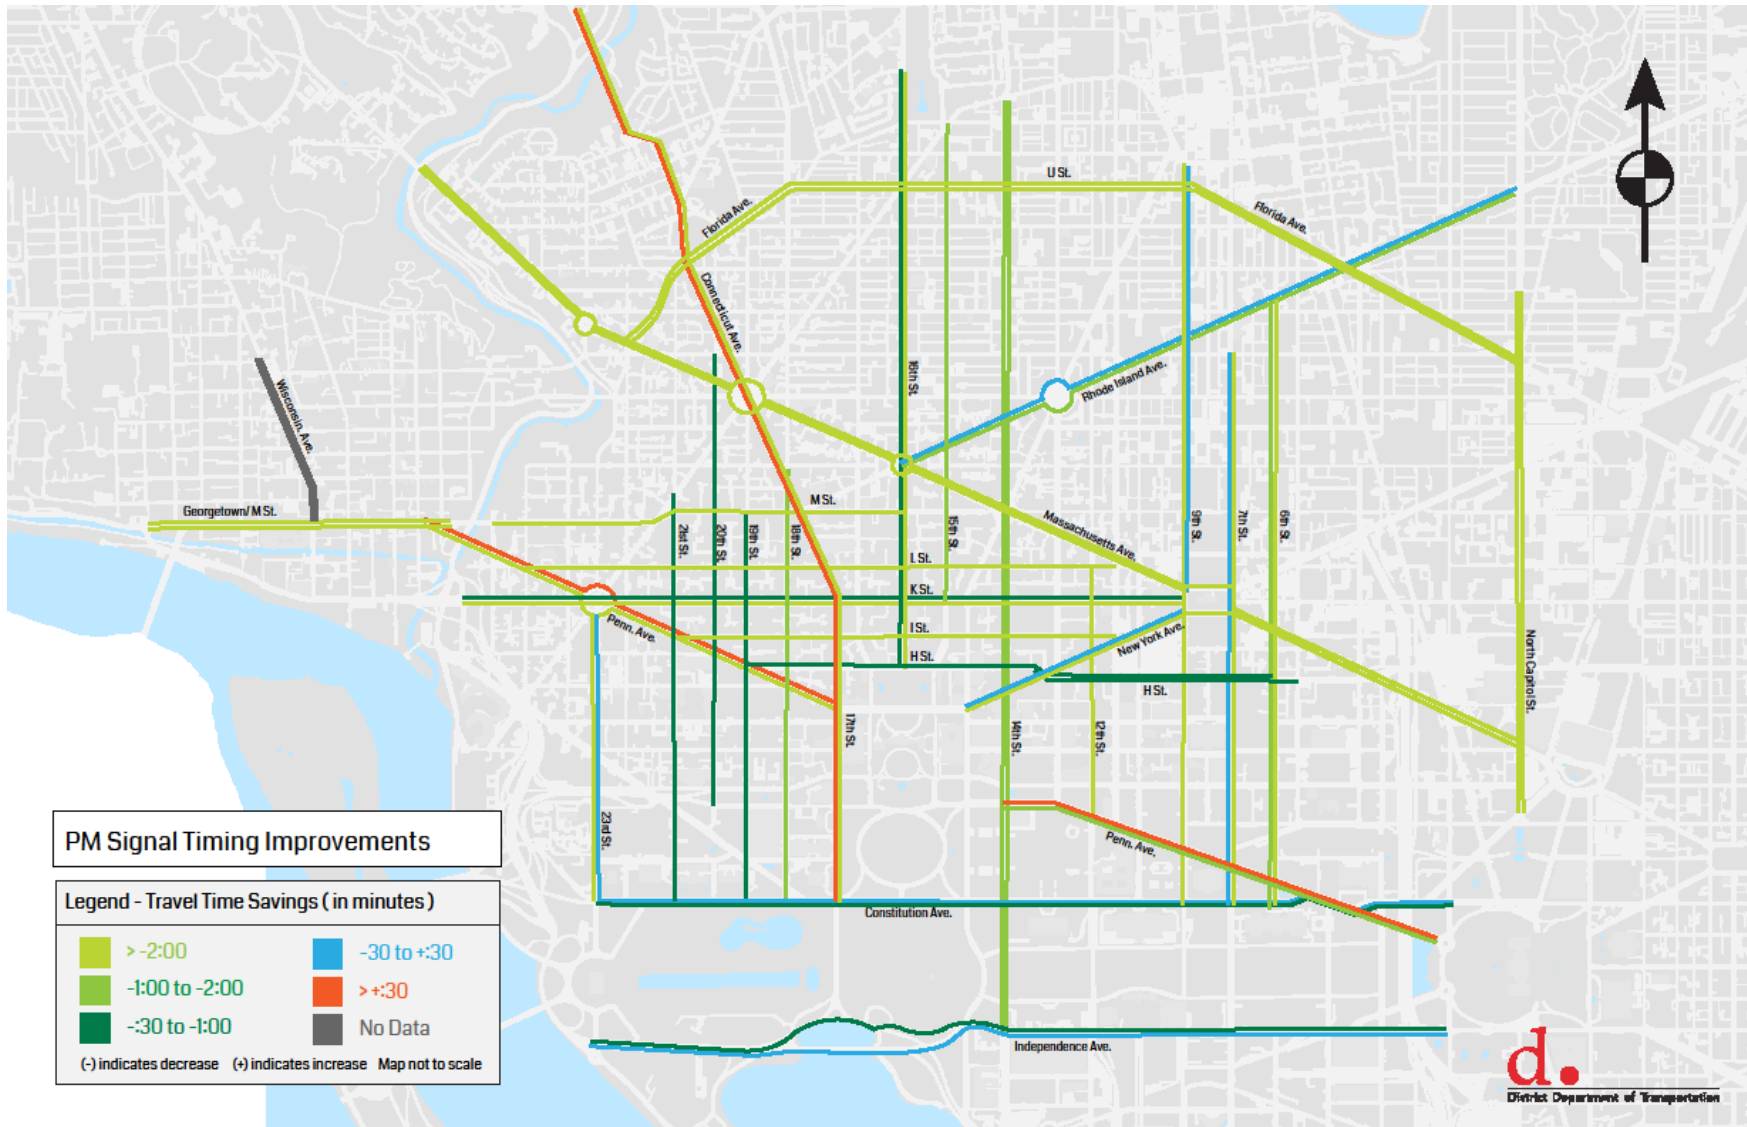 U St.
Florida Ave.
Florida Ave.
Connecticut Ave.
16th St.
Rhode Island Ave.
Wisconsin. Ave.
Georgetown/ M St.
M St.
Massachusetts Ave.
21st St.
20th St.
19th St.
18th St.
15th St.
9th St.
7th St.
6th St.
L St.
K St.
Penn. Ave.
I St.
New York Ave.
H St.
H St.
North Capitol St.
17th St.
14th St.
12th St.
23rd St.
Penn. Ave.
Constitution Ave.
Independence Ave.
PM Signal Timing Improvements
Legend - Travel Time Savings ( in minutes )
> -2:00
-30 to +:30
-1:00 to -2:00
> +:30
-:30 to -1:00
No Data
(-) indicates decrease (+) indicates increase Map not to scale
d.
District Department of Transportation